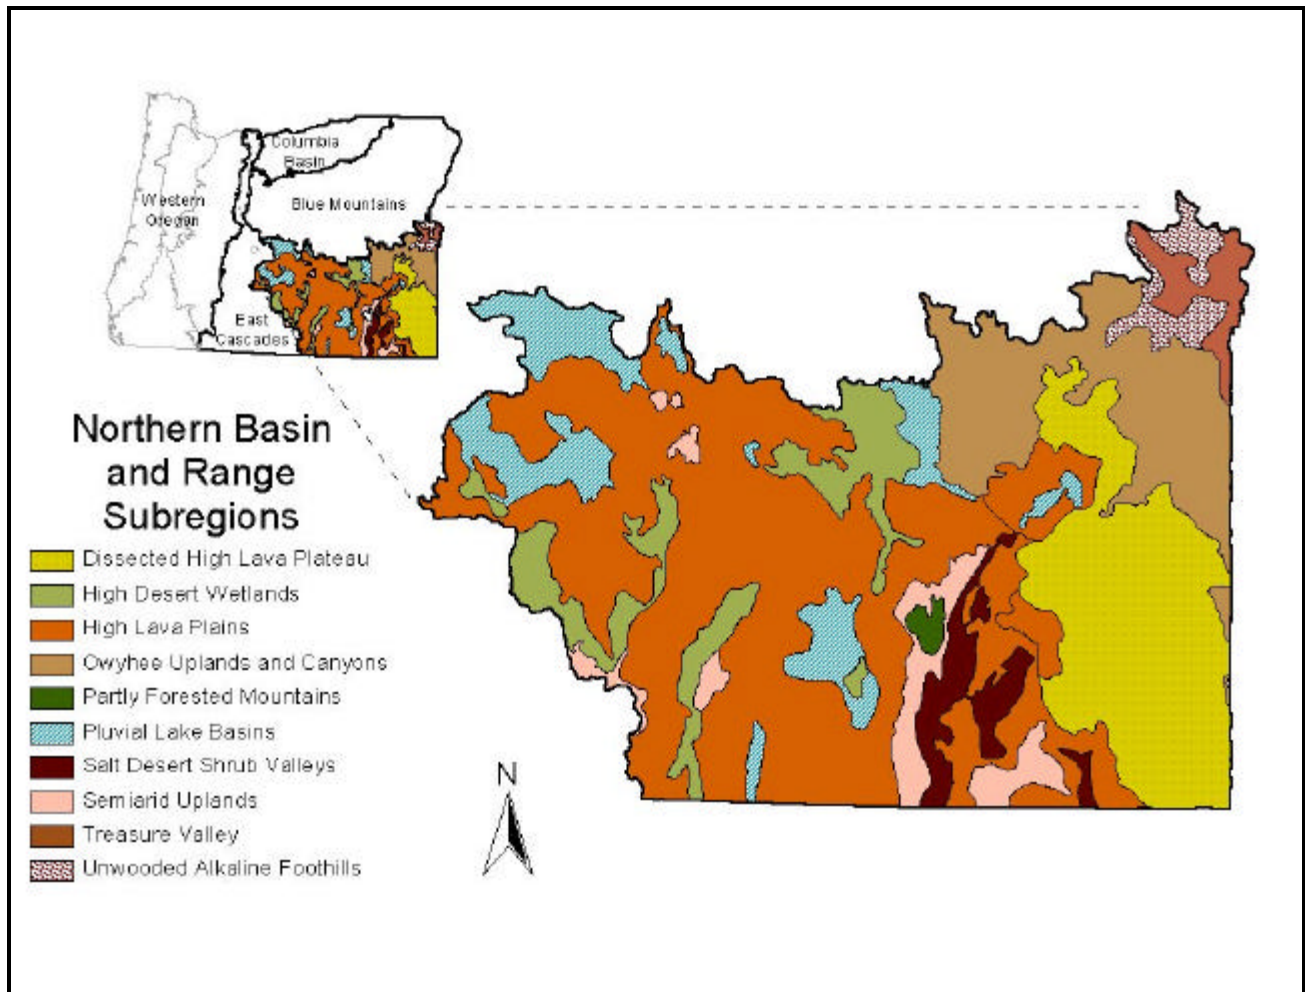 Columbia
Basin
Western
Oregon
Blue Mountains
East
Cascades
Northern Basin
and Range
Subregions
Dissected High Lava Plateau
High Desert Wetlands
High Lava Plains
Owyhee Uplands and Canyons
Partly Forested Mountains
Pluvial Lake Basins
Salt Desert Shrub Valleys
Semiarid Uplands
Treasure Valley
Unwooded Alkaline Foothills
N